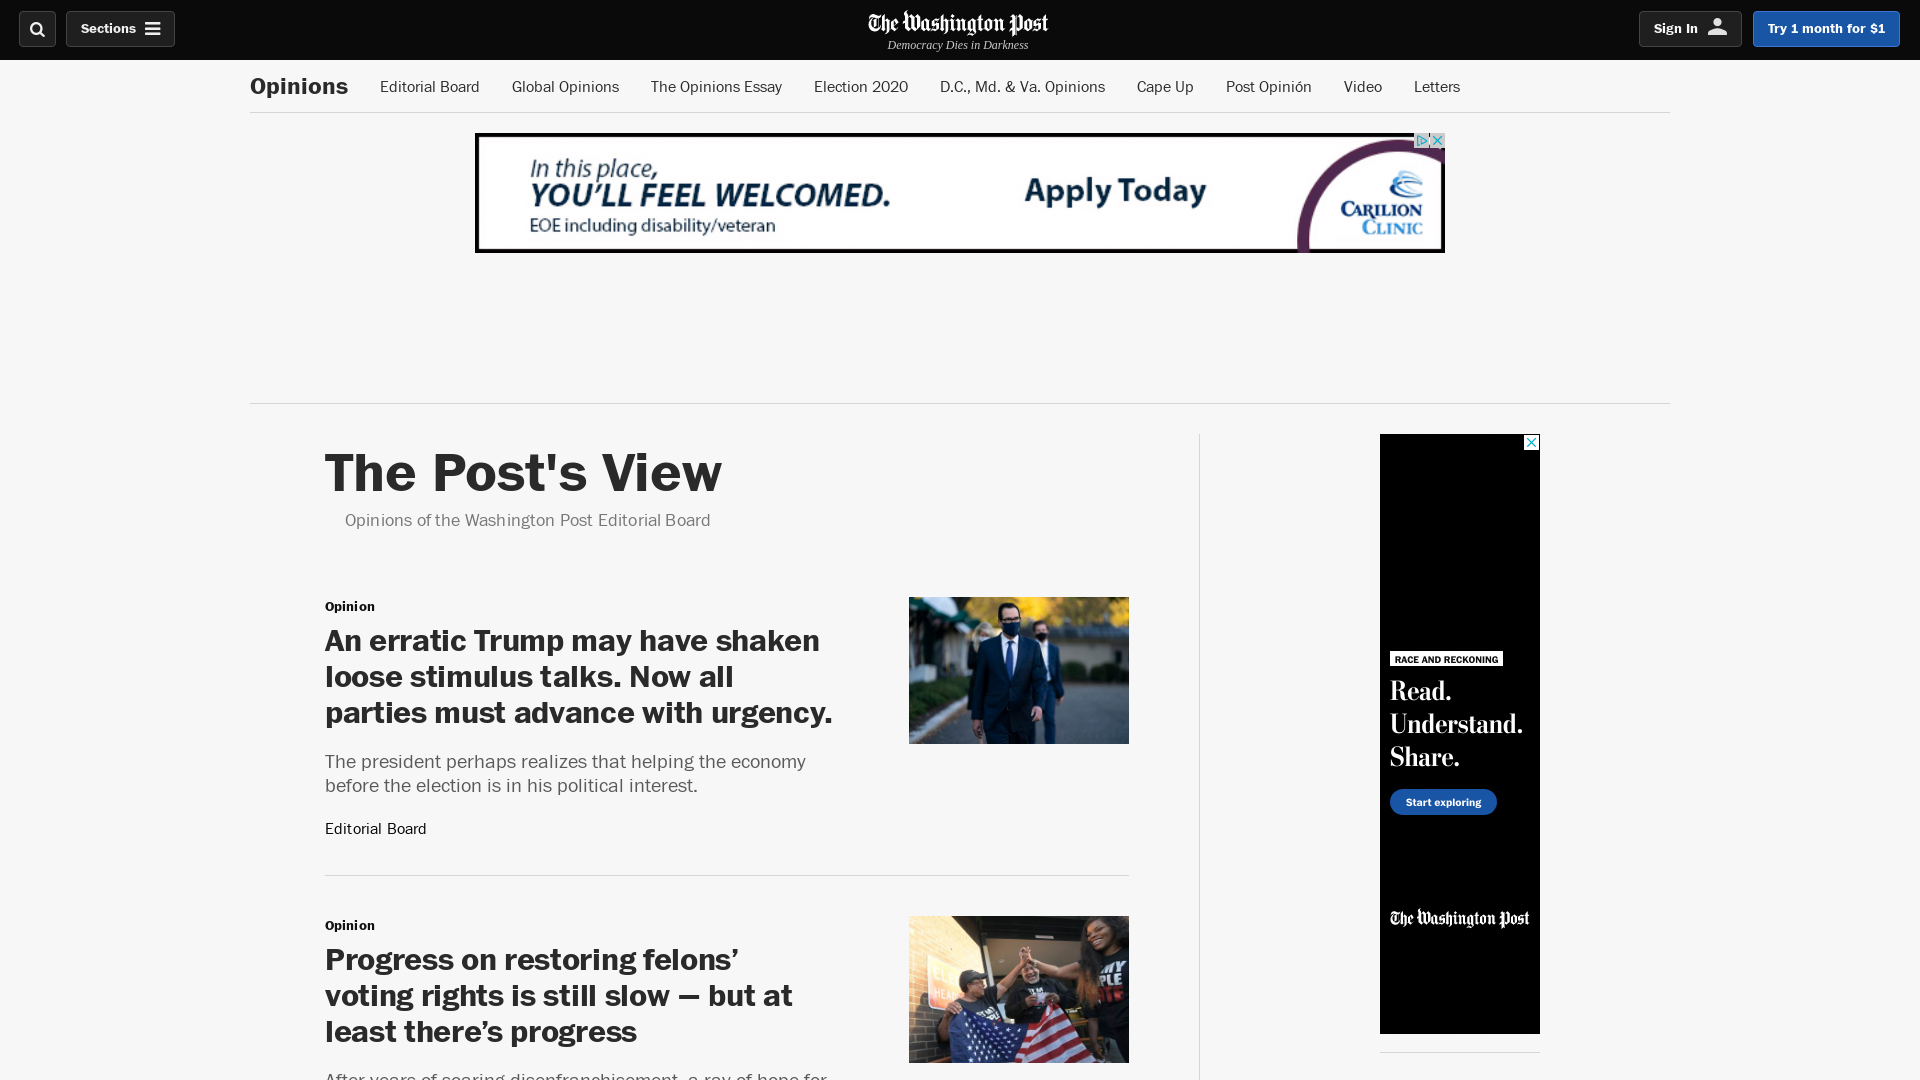 Sections
The Washington Post
Democracy Dies in Darkness
Sign In
Try 1 month for $1
Opinions
Editorial Board
Global Opinions
The Opinions Essay
Election 2020
D.C., Md. & Va. Opinions
Cape Up
Post Opinión
Video
Letters
In this place,
YOU'LL FEEL WELCOMED.
EOE including disability/veteran
Apply Today
CARILION
CLINIC
The Post's View
Opinions of the Washington Post Editorial Board
Opinion
An erratic Trump may have shaken
loose stimulus talks. Now all
parties must advance with urgency.
The president perhaps realizes that helping the economy
before the election is in his political interest.
Editorial Board
Opinion
Progress on restoring felons’
voting rights is still slow — but at
least there’s progress
After years of soaring disenfranchisement, a ray of hope for
RACE AND RECKONING
Read.
Understand.
Share.
Start exploring
The Washington Post